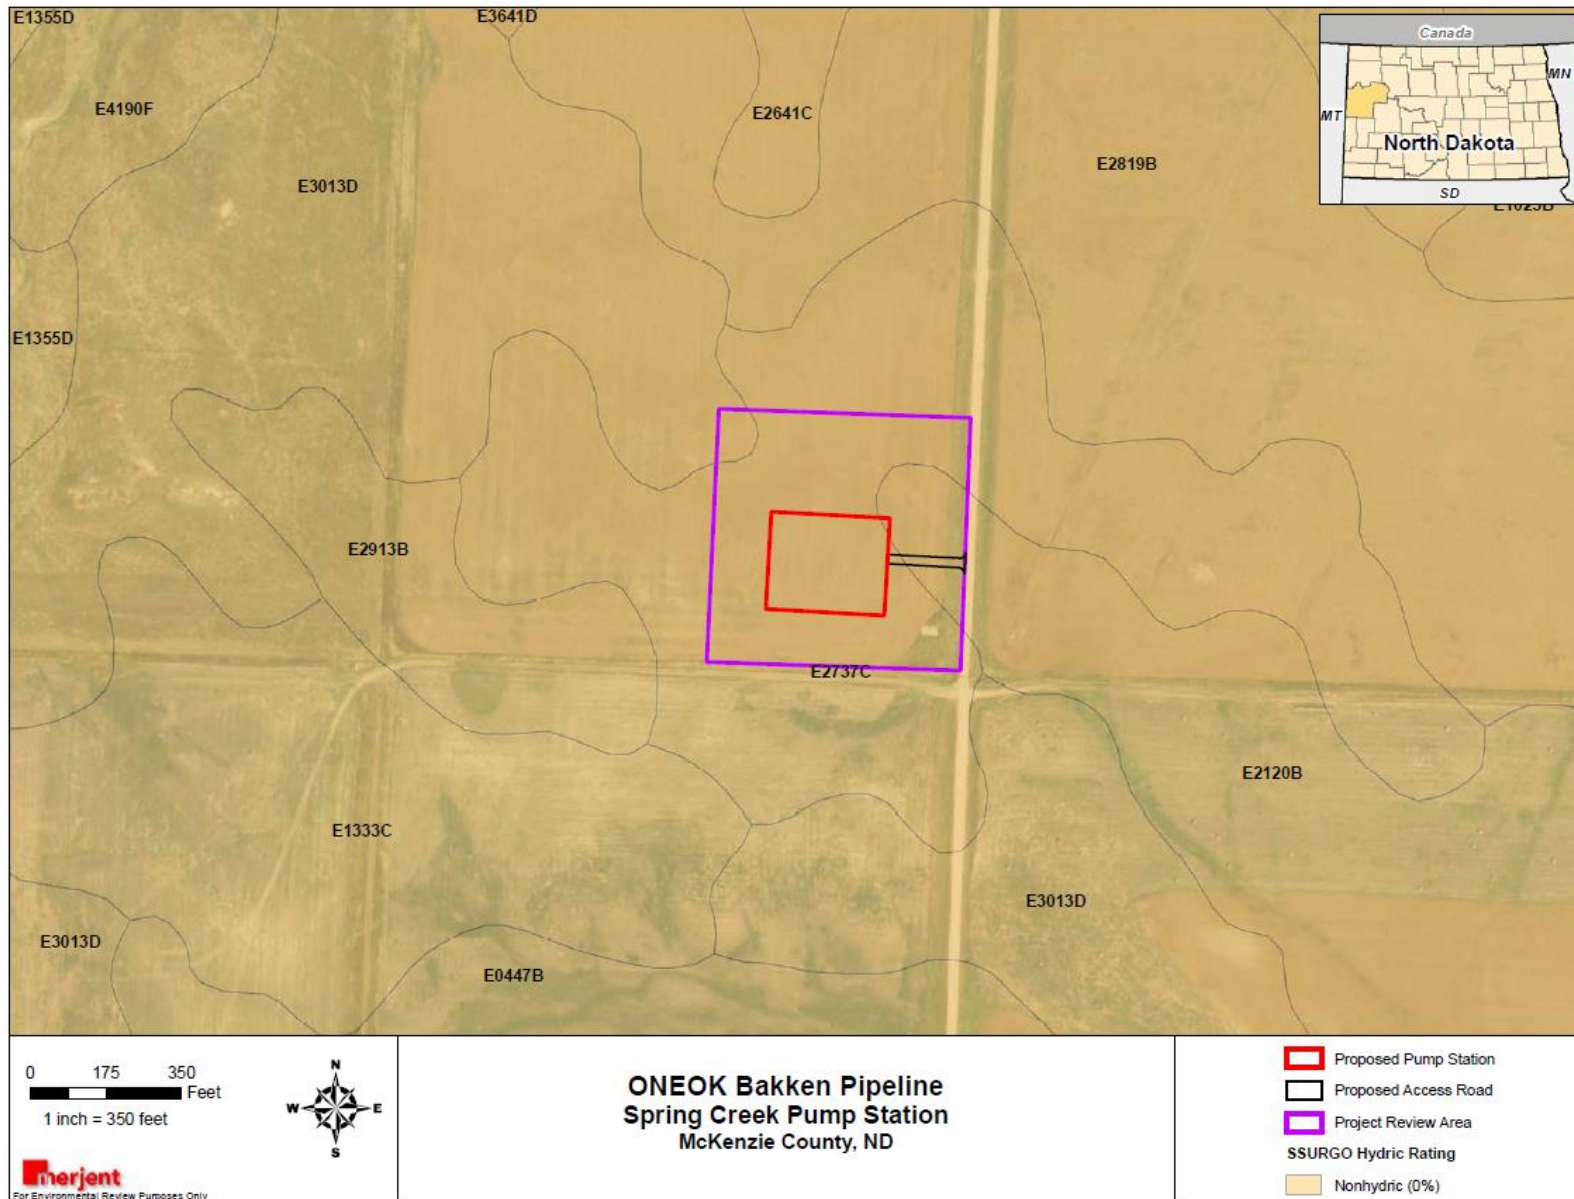 E1355D
E3641D
Canada
MN
E4190F
E2641C
MT
North Dakota
E2819B
E3013D
SD
E1355D
E2913B
E2737C
E2120B
E1333C
E3013D
E3013D
E0447B
0 175 350
Feet
1 inch = 350 feet
N
W E
S
merjent
For Environmental Review Purposes Only
ONEOK Bakken Pipeline
Spring Creek Pump Station
McKenzie County, ND
Proposed Pump Station
Proposed Access Road
Project Review Area
SSURGO Hydric Rating
Nonhydric (0%)